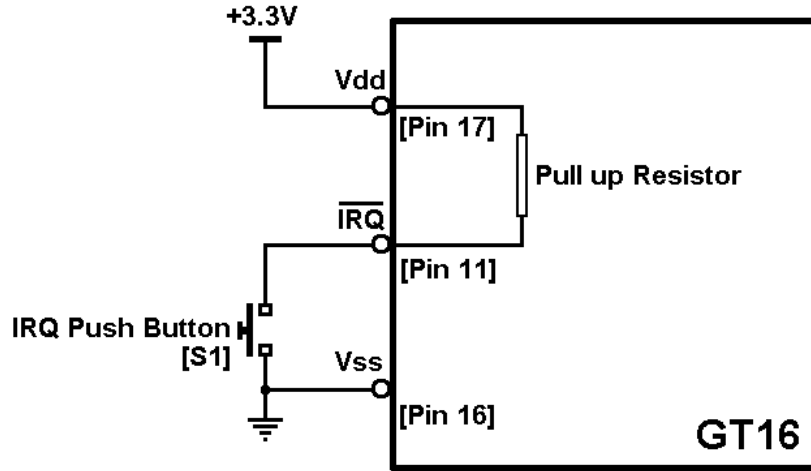 +3.3V
Vdd
[Pin 17]
Pull up Resistor
IRQ
[Pin 11]
IRQ Push Button
[S1]
Vss
[Pin 16]
GT16